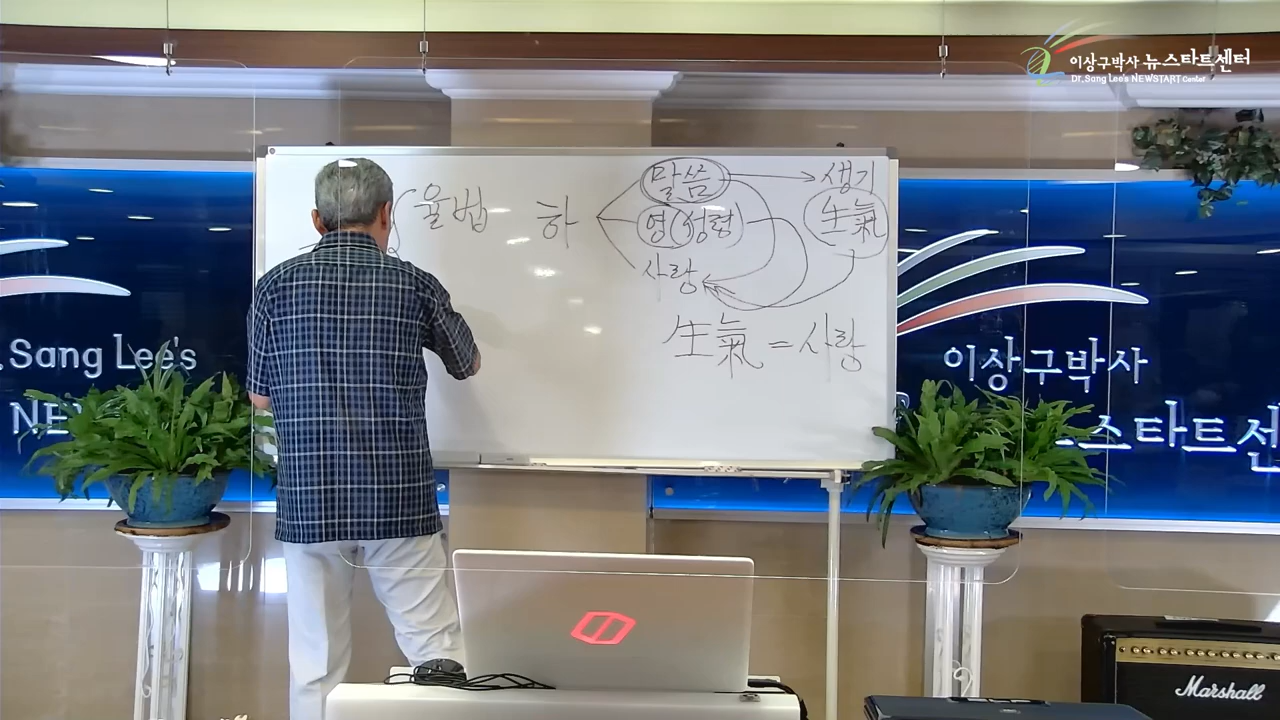 이상구박사 뉴스타트센터
Dr. Sang Lee's NEWSTART Center
율법
하
말씀
생기
영(성령)
生氣
사랑
生氣 = 사랑
.Sang Lee's
NE
이상구박사
스타트센
Marshall